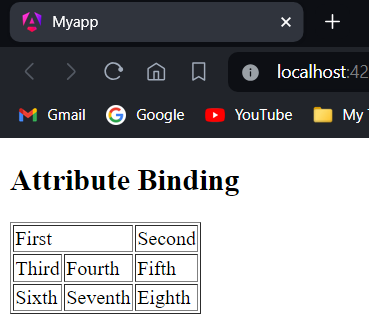 Myapp
localhost:42
Gmail Google YouTube My
Attribute Binding
First Second
Third Fourth Fifth
Sixth Seventh Eighth